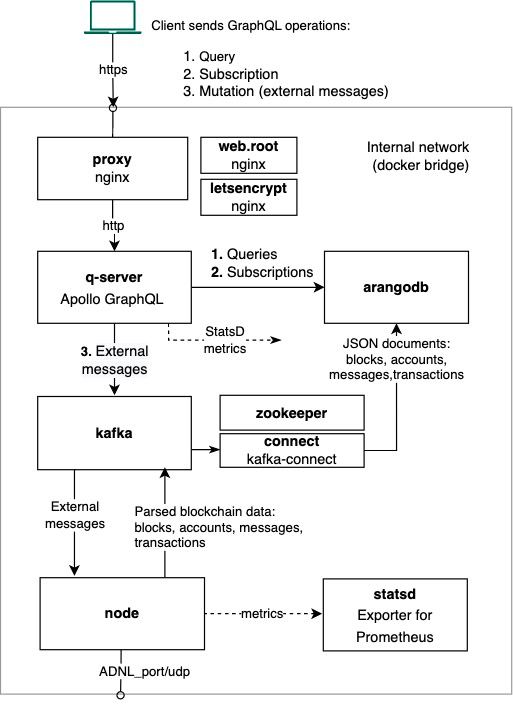 Client sends GraphQL operations:
1. Query
2. Subscription
3. Mutation (external messages)
https
Internal network
(docker bridge)
proxy
nginx
web.root
nginx
letsencrypt
nginx
http
q-server
Apollo GraphQL
1. Queries
2. Subscriptions
arangodb
StatsD
metrics
3. External
messages
JSON documents:
blocks, accounts,
messages,transactions
kafka
zookeeper
connect
kafka-connect
External
messages
Parsed blockchain data:
blocks, accounts, messages,
transactions
node
metrics
statsd
Exporter for
Prometheus
ADNL_port/udp